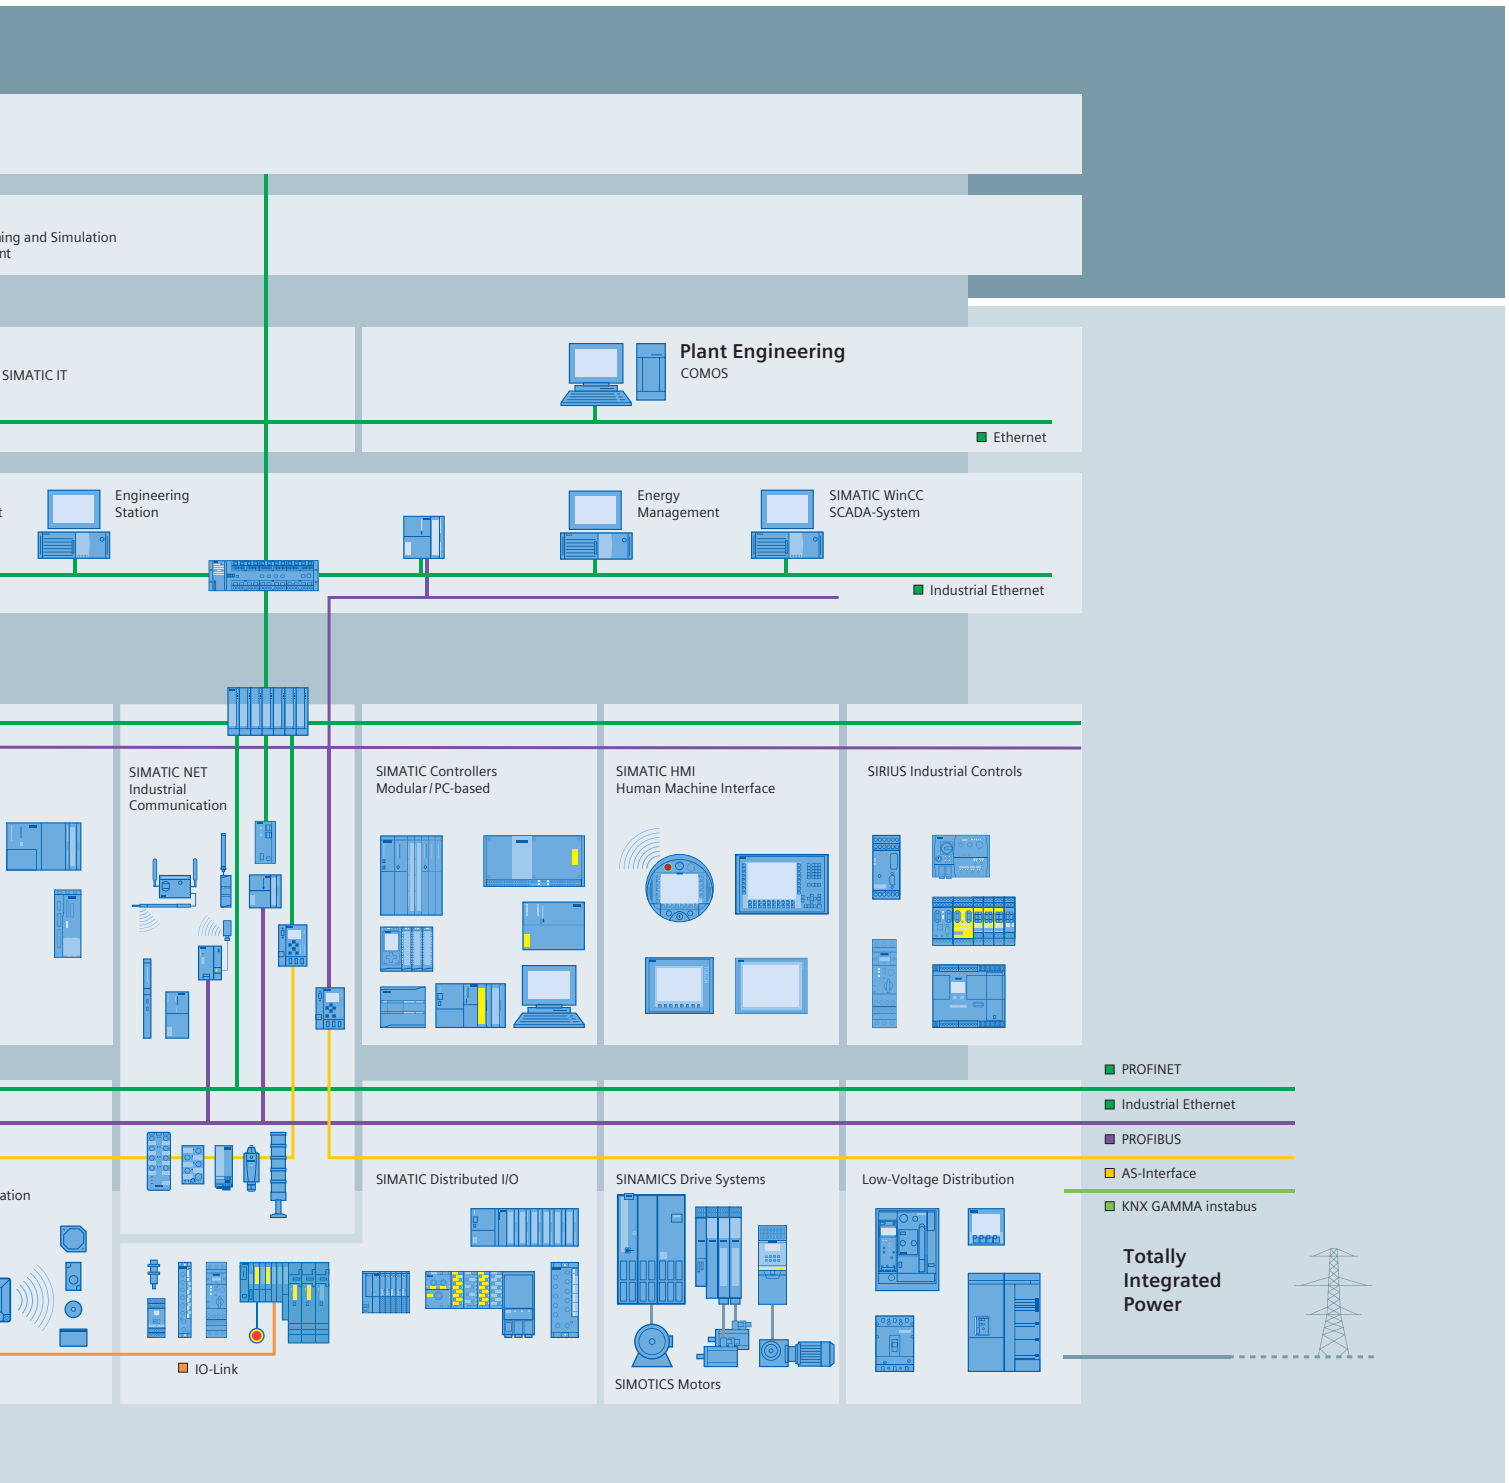 ing and Simulation
nt
SIMATIC IT
Plant Engineering
COMOS
Ethernet
t
Engineering
Station
Energy
Management
SIMATIC WinCC
SCADA-System
Industrial Ethernet
SIMATIC NET
Industrial
Communication
SIMATIC Controllers
Modular/PC-based
SIMATIC HMI
Human Machine Interface
SIRIUS Industrial Controls
PROFINET
Industrial Ethernet
PROFIBUS
AS-Interface
KNX GAMMA instabus
ation
SIMATIC Distributed I/O
SINAMICS Drive Systems
Low-Voltage Distribution
Totally
Integrated
Power
IO-Link
SIMOTICS Motors